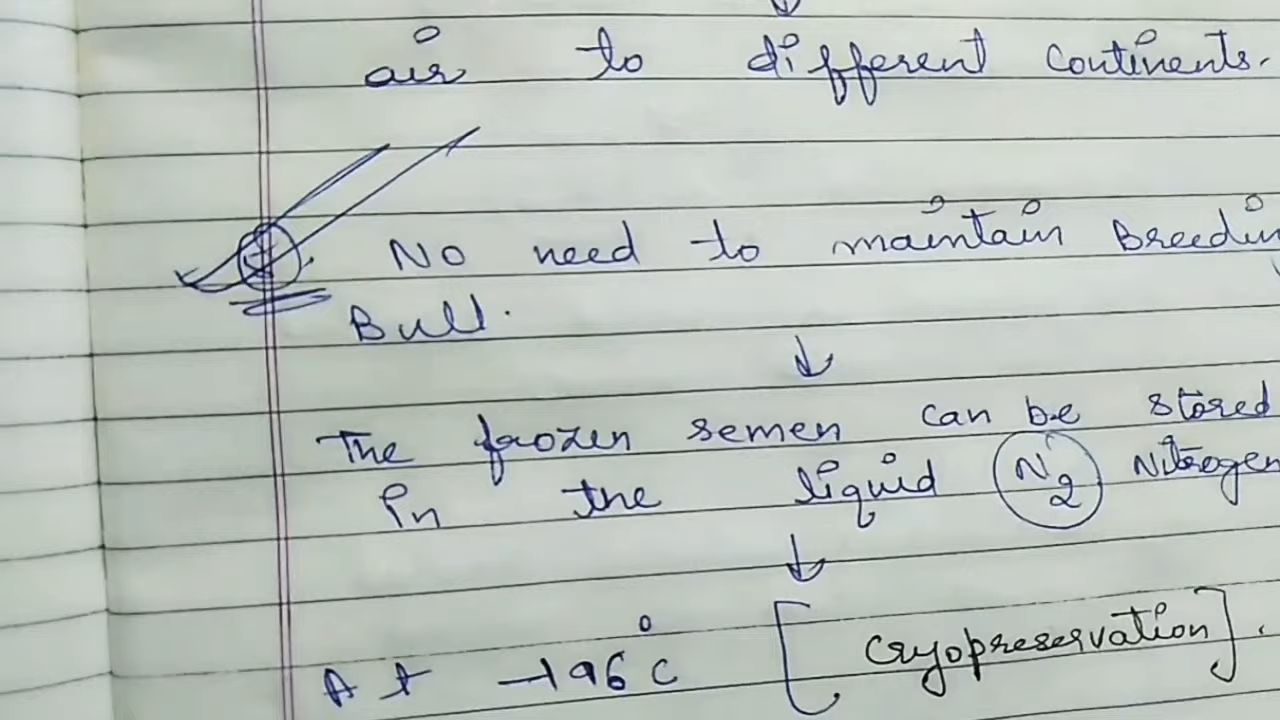 air to different continents.
No need to maintain Breedin
Bull.
↓
The frozen semen can be stored
in the liquid N2 Nitrogen
↓
At -196°C [Cryopreservation].